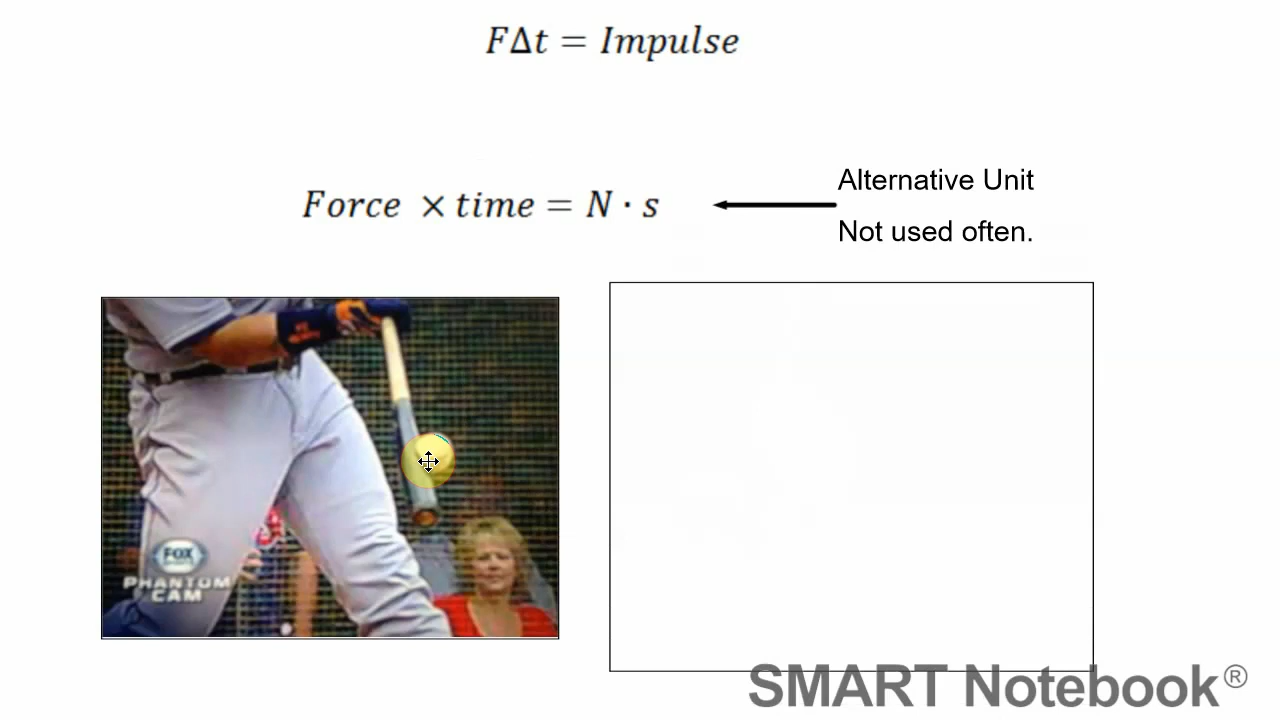 FΔt = Impulse
Force × time = N · s
Alternative Unit
Not used often.
FOX
PHANTOM
CAM
SMART Notebook®